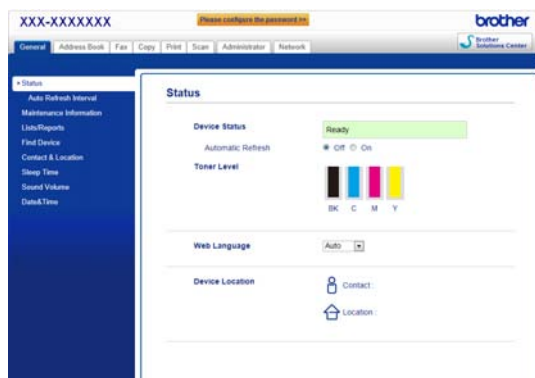 XXX-XXXXXXX
Please configure the password >>
brother
General Address Book Fax Copy Print Scan Administrator Network
Brother Solutions Center
Status
Auto Refresh Interval
Maintenance Information
Lists/Reports
Find Device
Contact & Location
Sleep Time
Sound Volume
Date&Time
Status
Device Status Ready
Automatic Refresh Off On
Toner Level
BK C M Y
Web Language Auto
Device Location Contact :
Location :